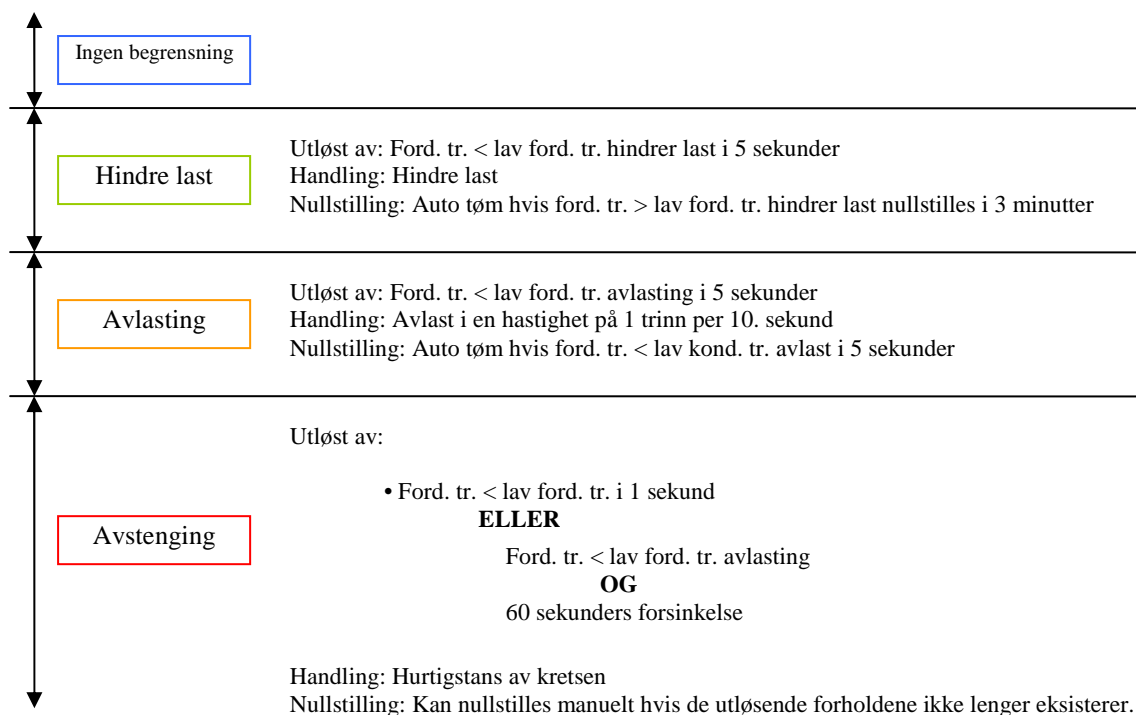 Ingen begrensning
Hindre last
Utløst av: Ford. tr. < lav ford. tr. hindrer last i 5 sekunder
Handling: Hindre last
Nullstilling: Auto tøm hvis ford. tr. > lav ford. tr. hindrer last nullstilles i 3 minutter
Avlasting
Utløst av: Ford. tr. < lav ford. tr. avlasting i 5 sekunder
Handling: Avlast i en hastighet på 1 trinn per 10. sekund
Nullstilling: Auto tøm hvis ford. tr. < lav kond. tr. avlast i 5 sekunder
Avstenging
Utløst av:
• Ford. tr. < lav ford. tr. i 1 sekund
ELLER
Ford. tr. < lav ford. tr. avlasting
OG
60 sekunders forsinkelse
Handling: Hurtigstans av kretsen
Nullstilling: Kan nullstilles manuelt hvis de utløsende forholdene ikke lenger eksisterer.